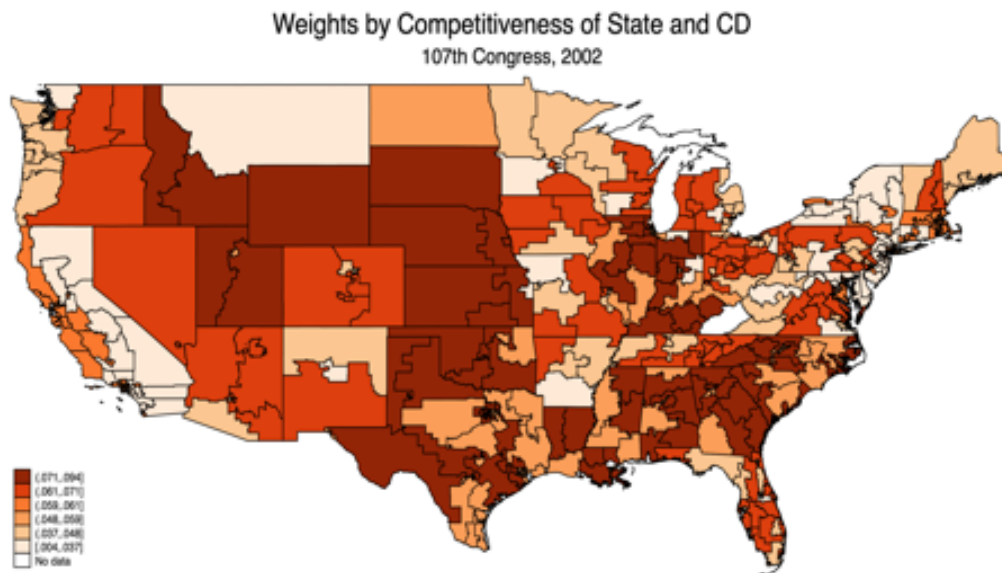 Weights by Competitiveness of State and CD
107th Congress, 2002
(.071,.094]
(.061,.071]
(.059,.061]
(.048,.059]
(.037,.048]
[.004,.037]
No data